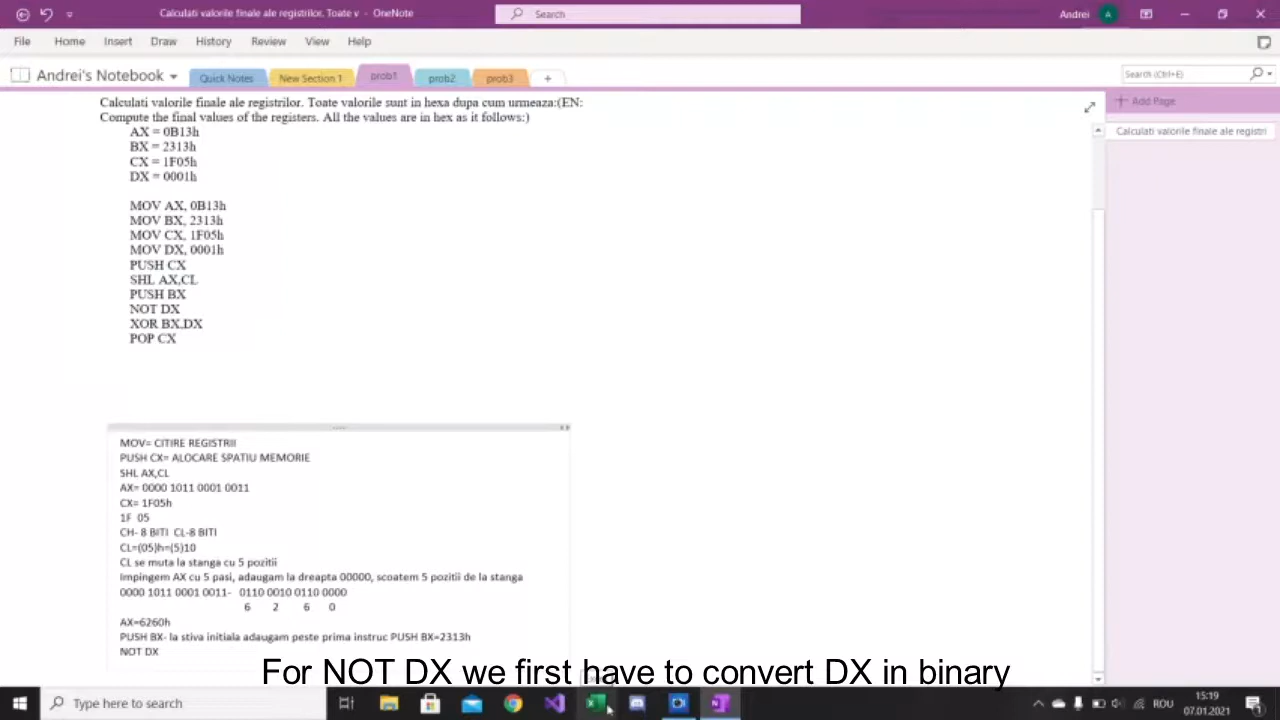 Calculati valorile finale ale registrilor. Toate v - OneNote
Search
Andrei
A
File Home Insert Draw History Review View Help
Andrei's Notebook
Quick Notes
New Section 1
prob1
prob2
prob3
+
Search (Ctrl+E)
Add Page
Calculati valorile finale ale registri
Calculati valorile finale ale registrilor. Toate valorile sunt in hexa dupa cum urmeaza:(EN:
Compute the final values of the registers. All the values are in hex as it follows:)
AX = 0B13h
BX = 2313h
CX = 1F05h
DX = 0001h
MOV AX, 0B13h
MOV BX, 2313h
MOV CX, 1F05h
MOV DX, 0001h
PUSH CX
SHL AX,CL
PUSH BX
NOT DX
XOR BX,DX
POP CX
MOV= CITIRE REGISTRII
PUSH CX= ALOCARE SPATIU MEMORIE
SHL AX,CL
AX= 0000 1011 0001 0011
CX= 1F05h
1F 05
CH- 8 BITI CL-8 BITI
CL=(05)h=(5)10
CL se muta la stanga cu 5 pozitii
Impingem AX cu 5 pasi, adaugam la dreapta 00000, scoatem 5 pozitii de la stanga
0000 1011 0001 0011- 0110 0010 0110 0000
6 2 6 0
AX=6260h
PUSH BX- la stiva initiala adaugam peste prima instruc PUSH BX=2313h
NOT DX
For NOT DX we first have to convert DX in binary
Type here to search
ROU
15:19
07.01.2021
1